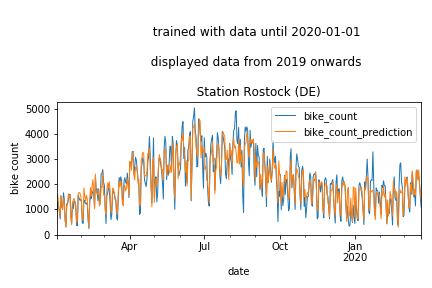 trained with data until 2020-01-01
displayed data from 2019 onwards
Station Rostock (DE)
bike_count
bike_count_prediction
bike count
5000
4000
3000
2000
1000
0
Apr
Jul
Oct
Jan
2020
date